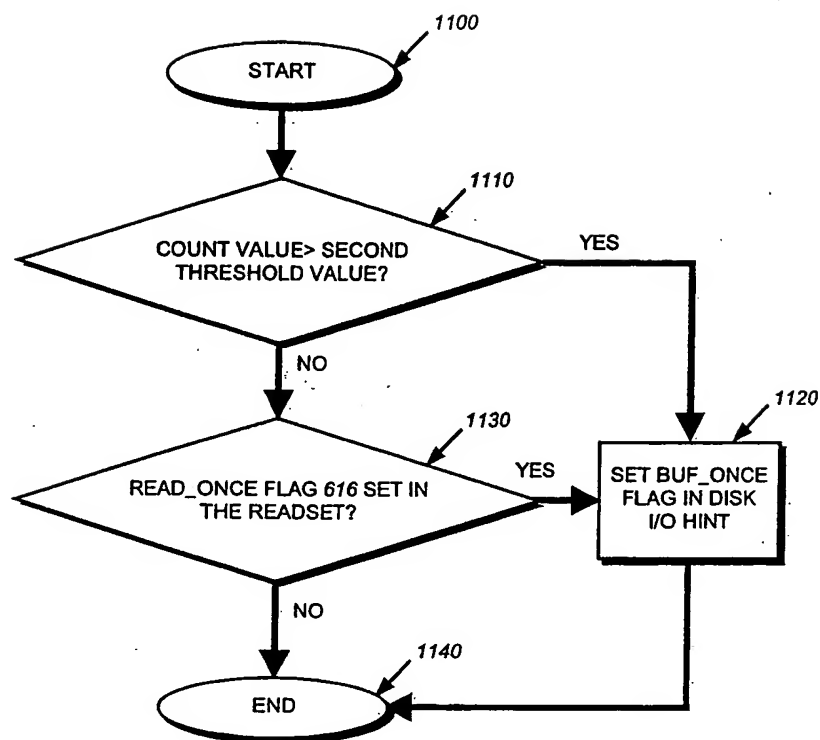 1100
START
1110
COUNT VALUE> SECOND
THRESHOLD VALUE?
YES
NO
1130
READ_ONCE FLAG 616 SET IN
THE READSET?
YES
1120
SET BUF_ONCE
FLAG IN DISK
I/O HINT
NO
1140
END